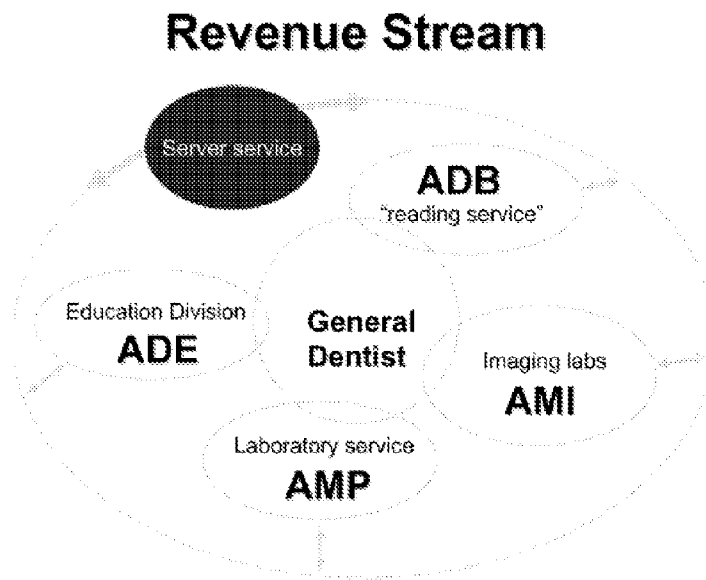 Revenue Stream
Server service
ADB
"reading service"
Education Division
ADE
General
Dentist
Imaging labs
AMI
Laboratory service
AMP